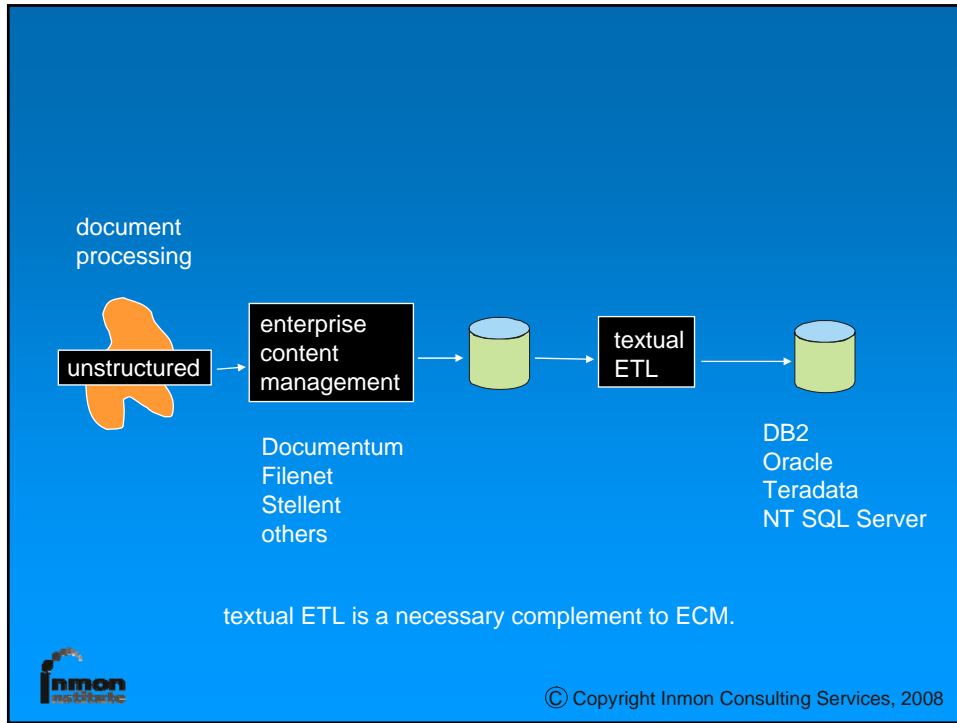 document
processing
unstructured
enterprise
content
management
textual
ETL
Documentum
Filenet
Stellent
others
DB2
Oracle
Teradata
NT SQL Server
textual ETL is a necessary complement to ECM.
Inmon
Institute
© Copyright Inmon Consulting Services, 2008